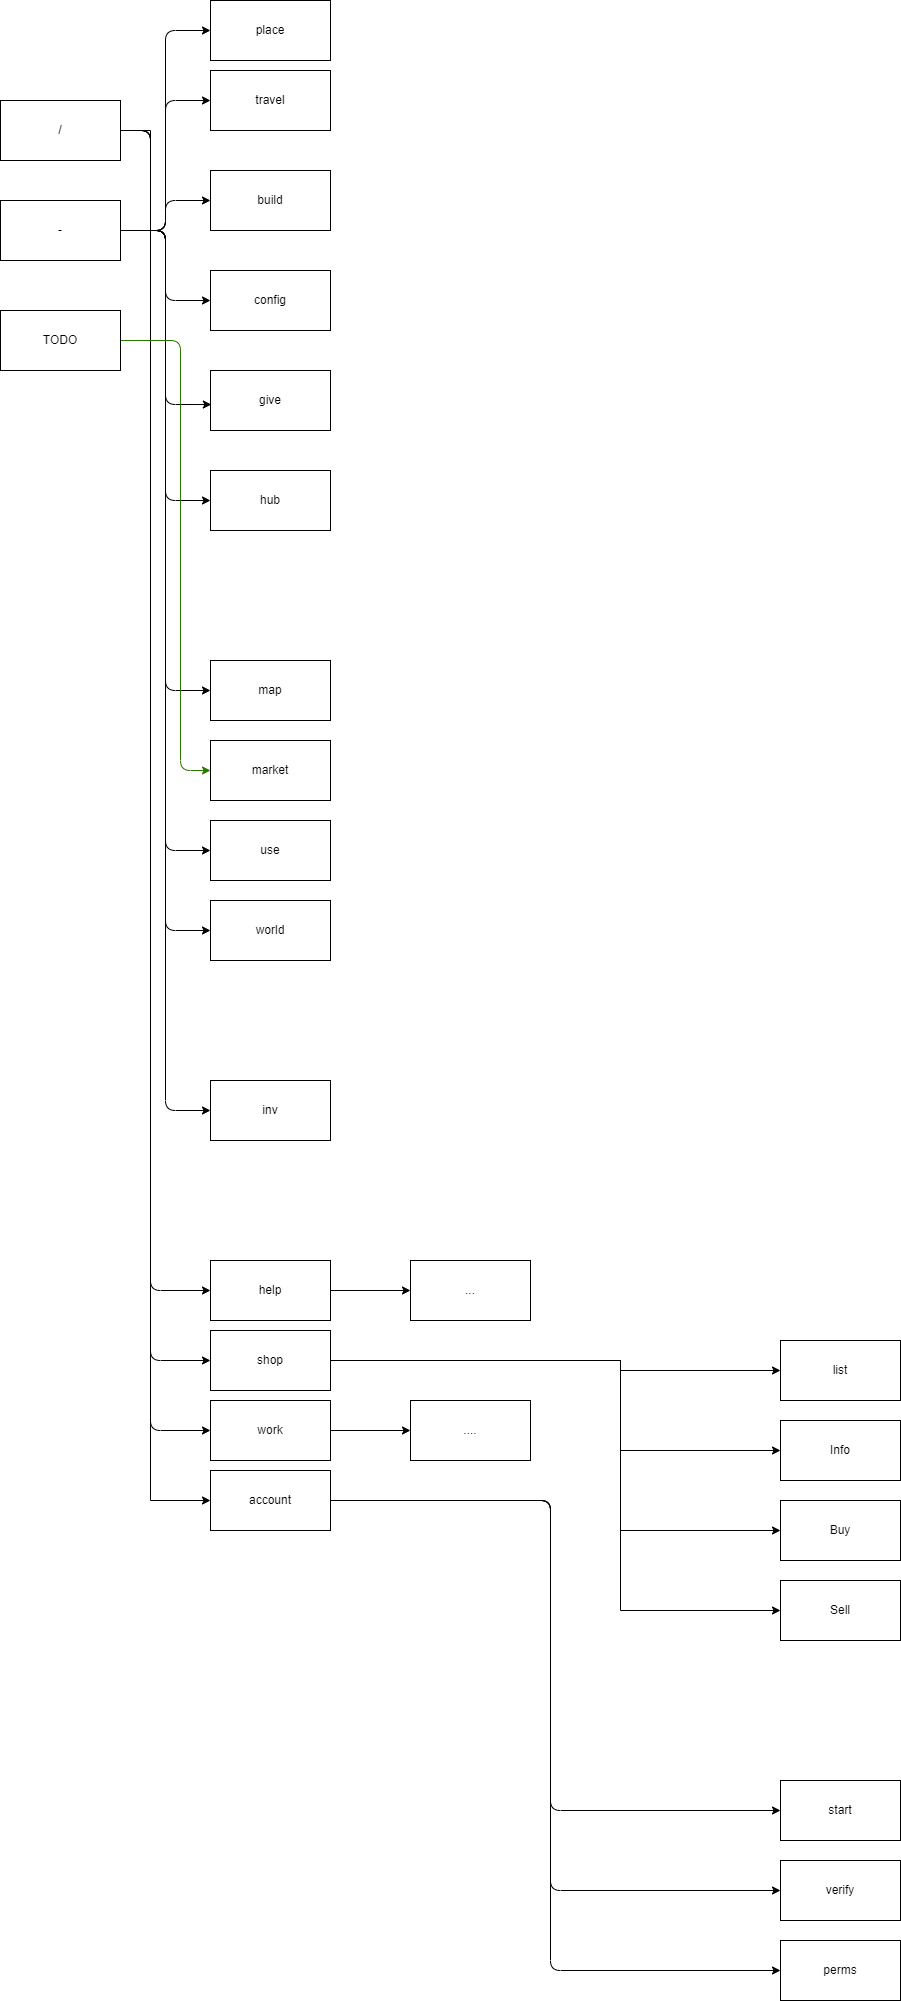 place
travel
/
build
-
config
TODO
give
hub
map
market
use
world
inv
help
...
shop
list
work
....
Info
account
Buy
Sell
start
verify
perms